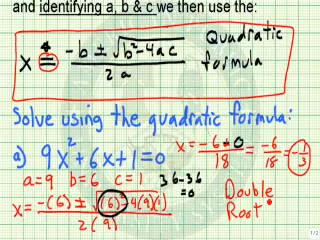 and identifying a, b & c we then use the:
x = (-b ± √(b²-4ac)) / 2a
Quadratic
formula
Solve using the quadratic formula:
a) 9x²+6x+1=0
x = (-6±0)/18 = -6/18 = -1/3
a=9 b=6 c=1
36-36
=0
x = (-(6) ± √((6)²-4(9)(1))) / 2(9)
Double
Root
1/2